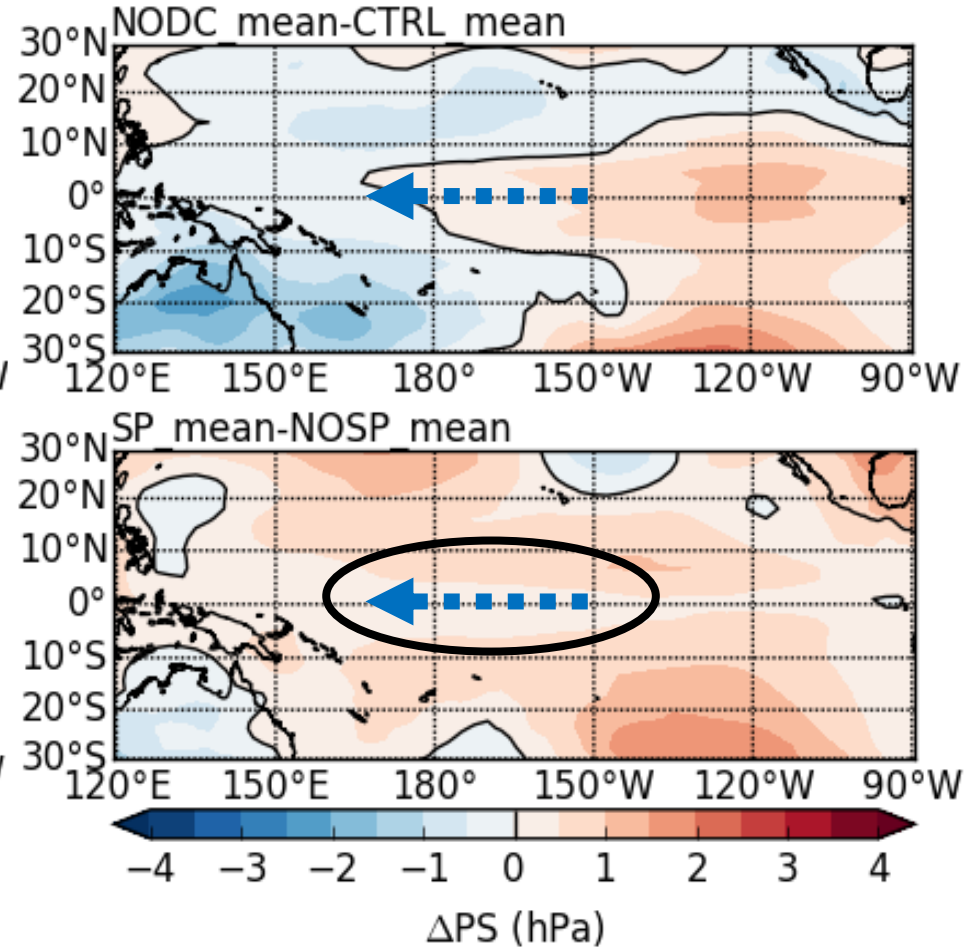 NODC_mean-CTRL_mean
30°N
20°N
10°N
0°
10°S
20°S
30°S
120°E 150°E 180° 150°W 120°W 90°W
SP_mean-NOSP_mean
30°N
20°N
10°N
0°
10°S
20°S
30°S
120°E 150°E 180° 150°W 120°W 90°W
−4 −3 −2 −1 0 1 2 3 4
ΔPS (hPa)